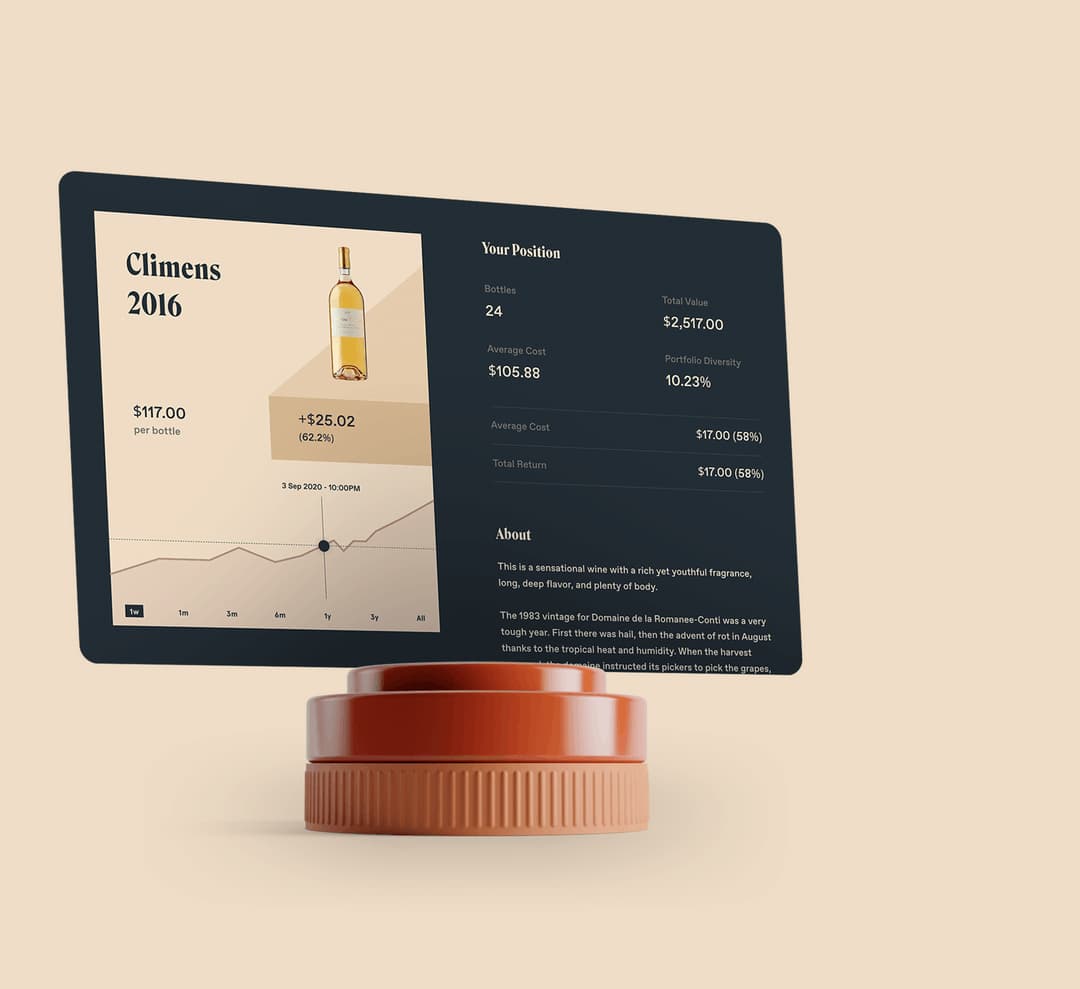 Climens
2016
$117.00
per bottle
+$25.02
(62.2%)
3 Sep 2020 - 10:00PM
1w 1m 3m 6m 1y 3y All
Your Position
Bottles
24
Total Value
$2,517.00
Average Cost
$105.88
Portfolio Diversity
10.23%
Average Cost $17.00 (58%)
Total Return $17.00 (58%)
About
This is a sensational wine with a rich yet youthful fragrance,
long, deep flavor, and plenty of body.
The 1983 vintage for Domaine de la Romanee-Conti was a very
tough year. First there was hail, then the advent of rot in August
thanks to the tropical heat and humidity. When the harvest
domaine instructed its pickers to pick the grapes,